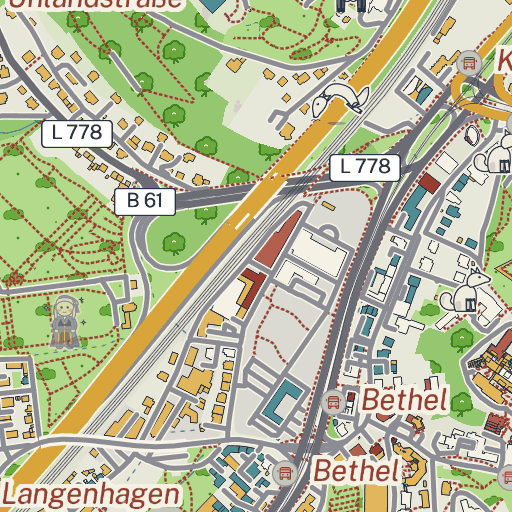 Uhlandstraße
K
L 778
L 778
B 61
Bethel
Bethel
Langenhagen